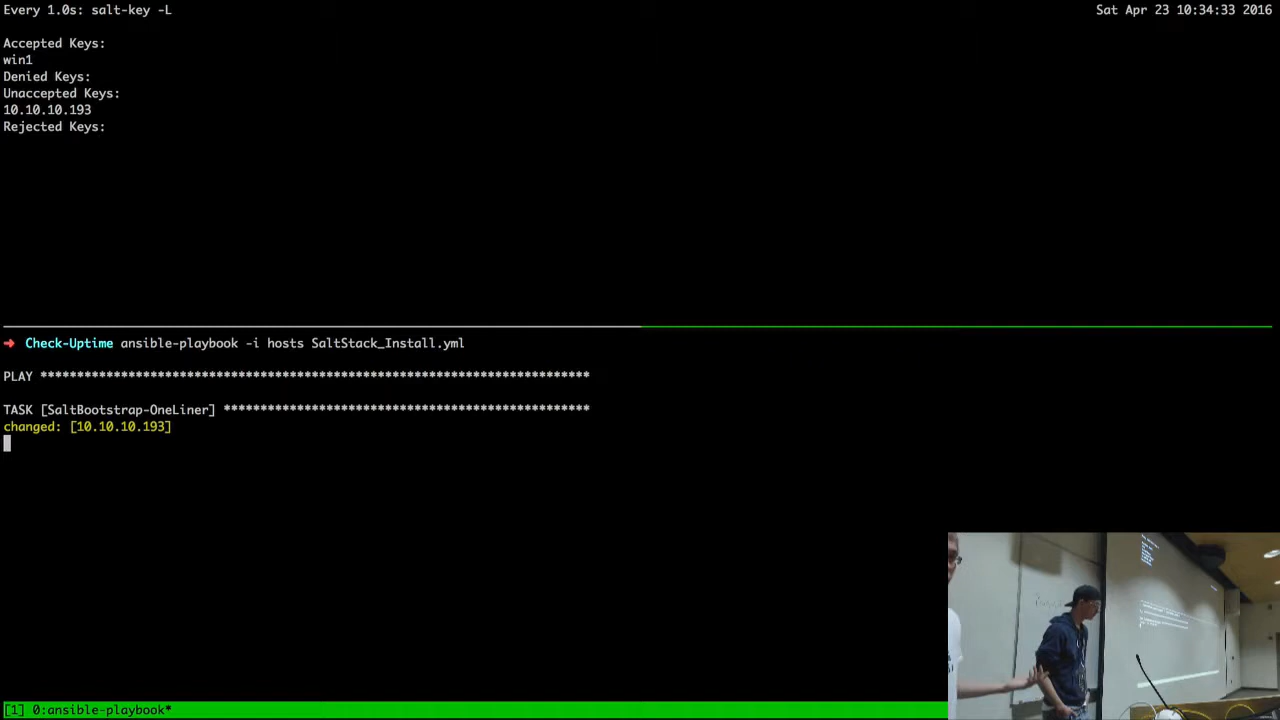 Every 1.0s: salt-key -L
Sat Apr 23 10:34:33 2016
Accepted Keys:
win1
Denied Keys:
Unaccepted Keys:
10.10.10.193
Rejected Keys:
➜ Check-Uptime ansible-playbook -i hosts SaltStack_Install.yml
PLAY ***************************************************************************
TASK [SaltBootstrap-OneLiner] **************************************************
changed: [10.10.10.193]
[1] 0:ansible-playbook*